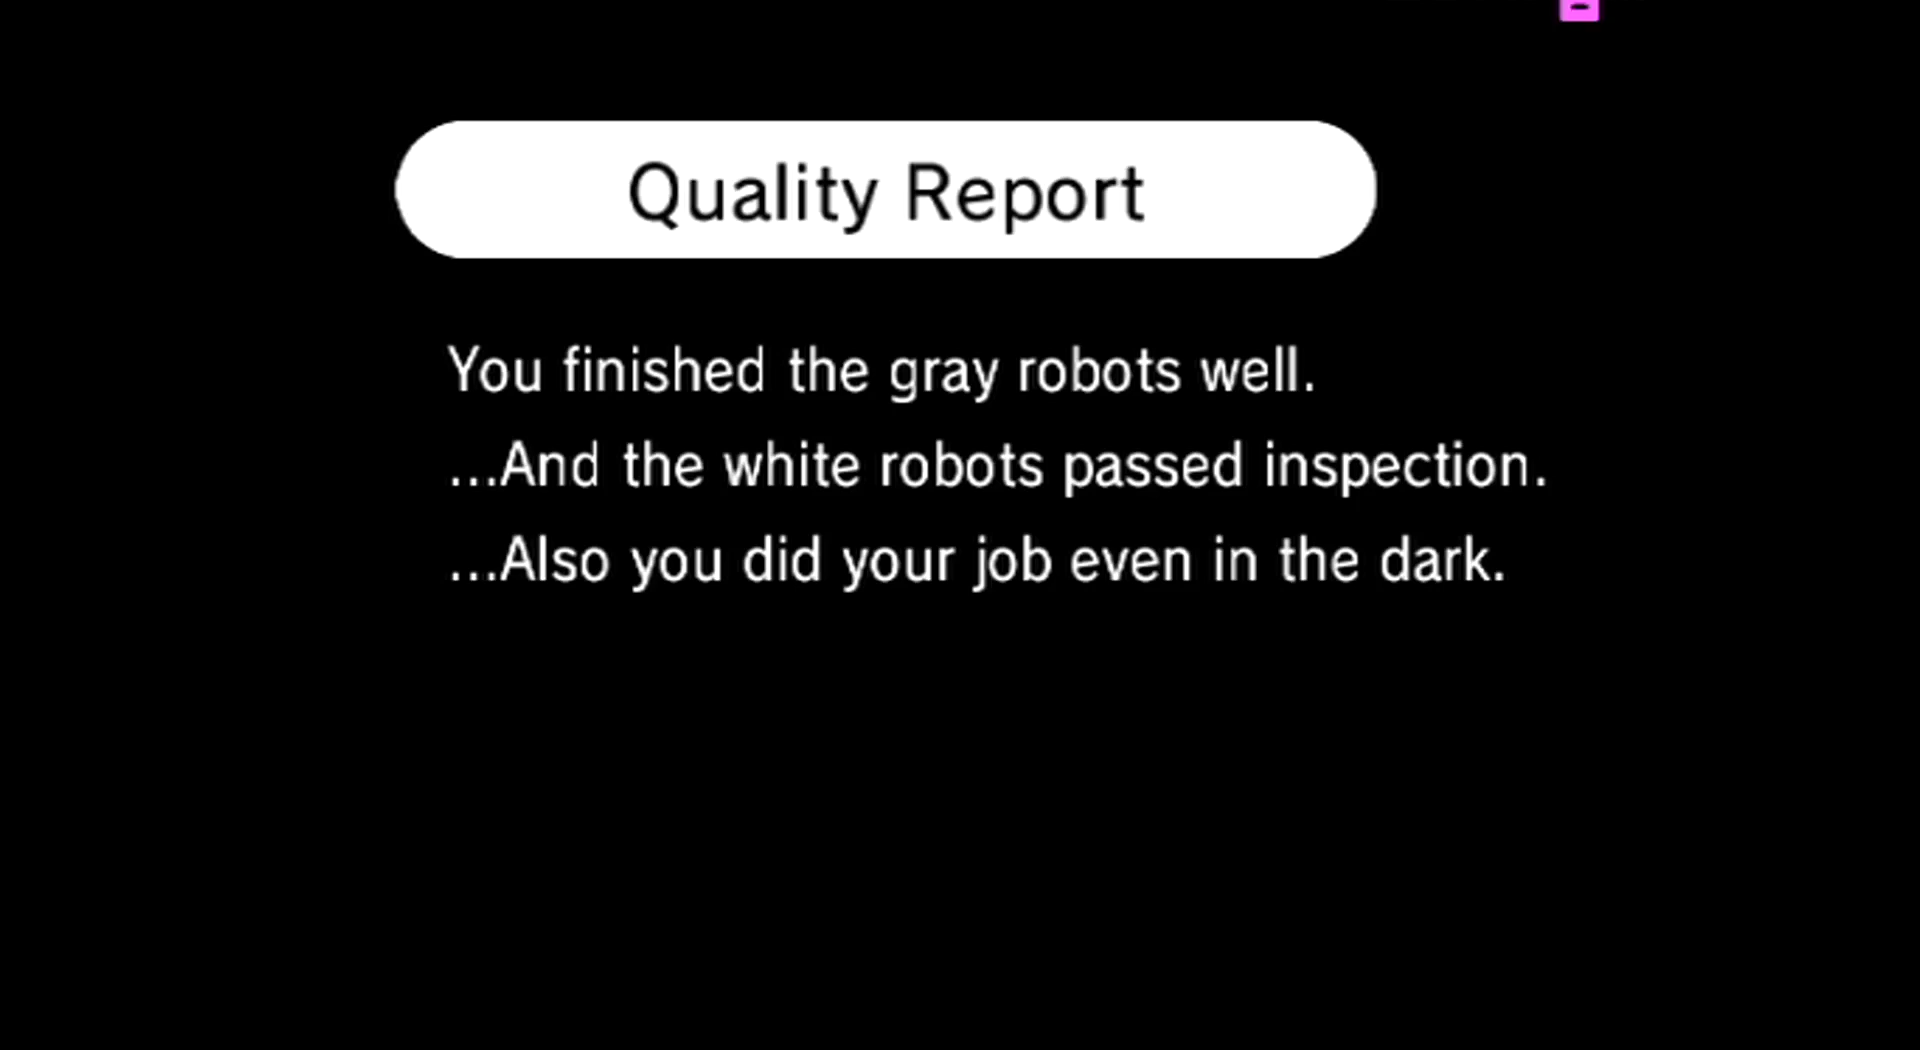 Quality Report
You finished the gray robots well.
...And the white robots passed inspection.
...Also you did your job even in the dark.